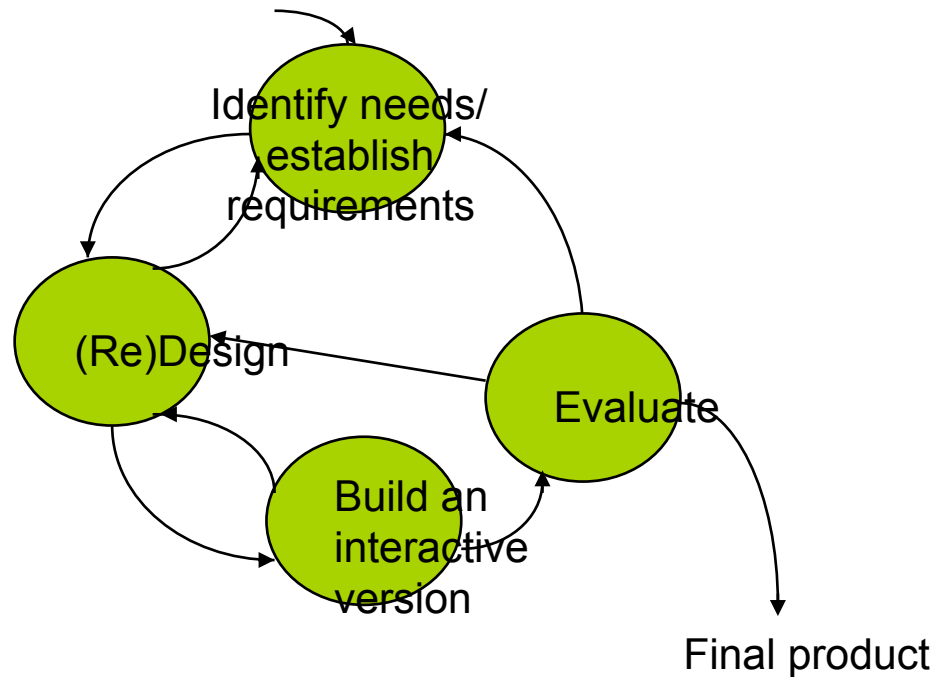 Identify needs/
establish
requirements
(Re)Design
Evaluate
Build an
interactive
version
Final product